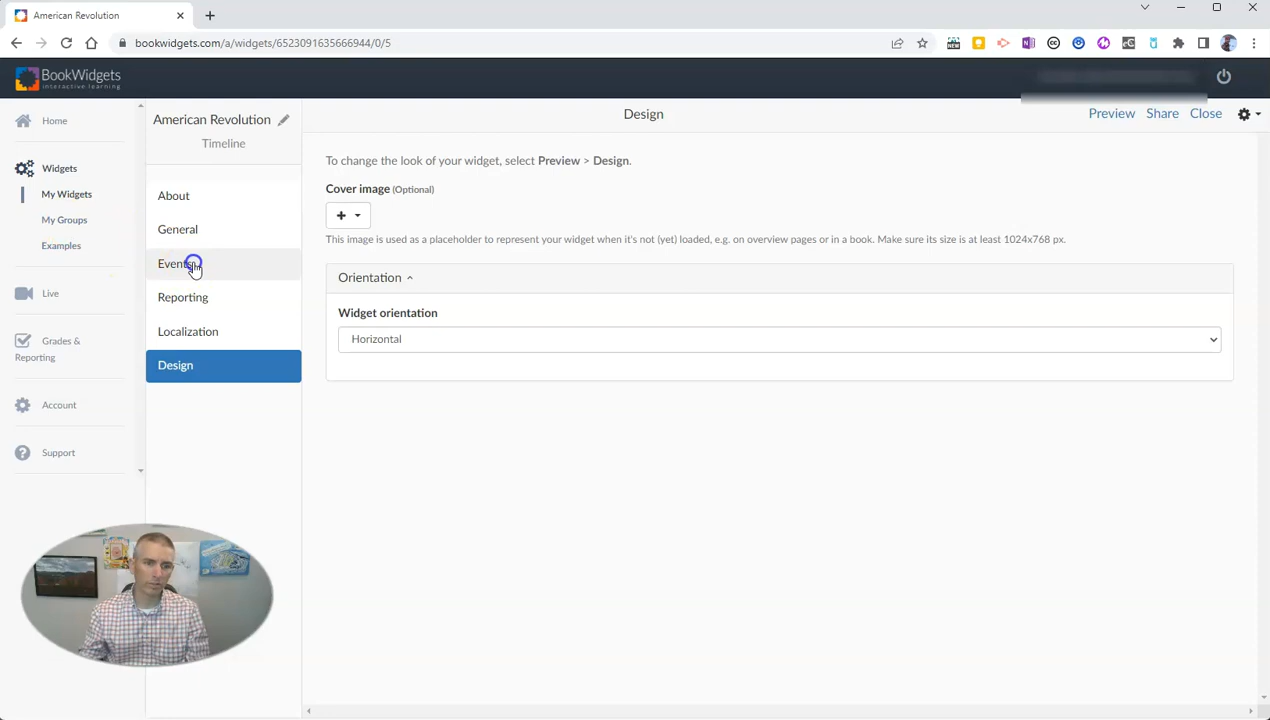 American Revolution
bookwidgets.com/a/widgets/6523091635666944/0/5
BookWidgets
interactive learning
Home
Widgets
My Widgets
My Groups
Examples
Live
Grades &
Reporting
Account
Support
American Revolution
Timeline
About
General
Events
Reporting
Localization
Design
Design
Preview Share Close
To change the look of your widget, select Preview > Design.
Cover image (Optional)
This image is used as a placeholder to represent your widget when it's not (yet) loaded, e.g. on overview pages or in a book. Make sure its size is at least 1024x768 px.
Orientation
Widget orientation
Horizontal